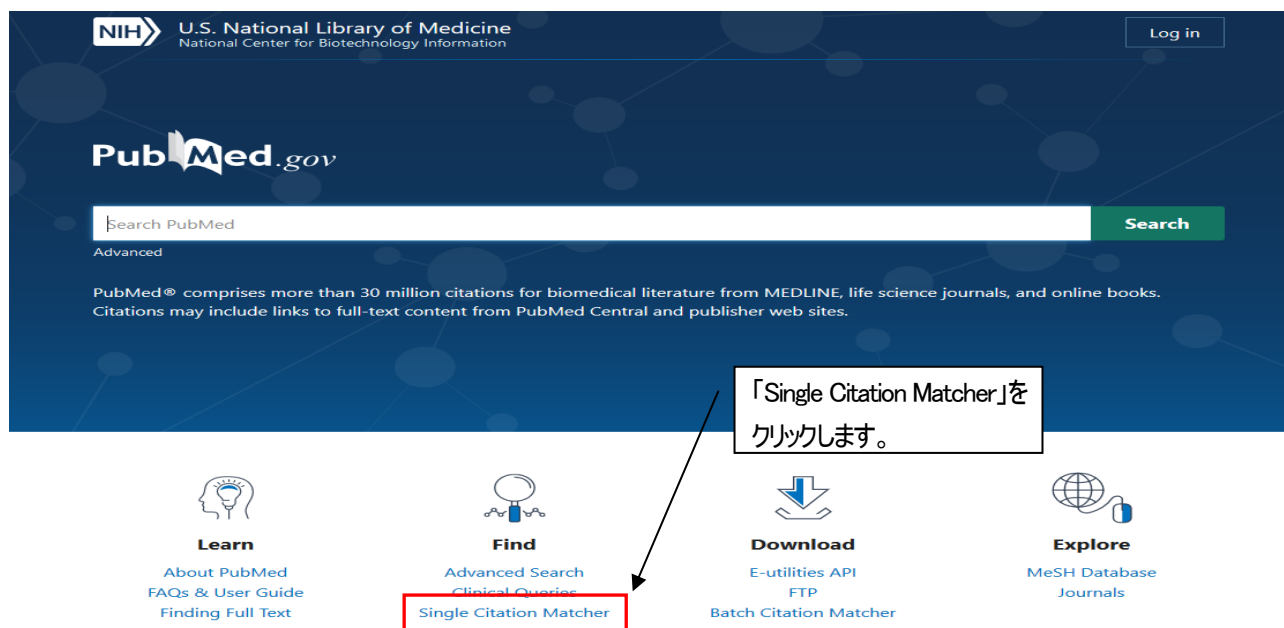 NIH U.S. National Library of Medicine
National Center for Biotechnology Information
Log in
PubMed.gov
Search PubMed
Search
Advanced
PubMed® comprises more than 30 million citations for biomedical literature from MEDLINE, life science journals, and online books.
Citations may include links to full-text content from PubMed Central and publisher web sites.
「Single Citation Matcher」を
クリックします。
Learn
About PubMed
FAQs & User Guide
Finding Full Text
Find
Advanced Search
Clinical Queries
Single Citation Matcher
Download
E-utilities API
FTP
Batch Citation Matcher
Explore
MeSH Database
Journals